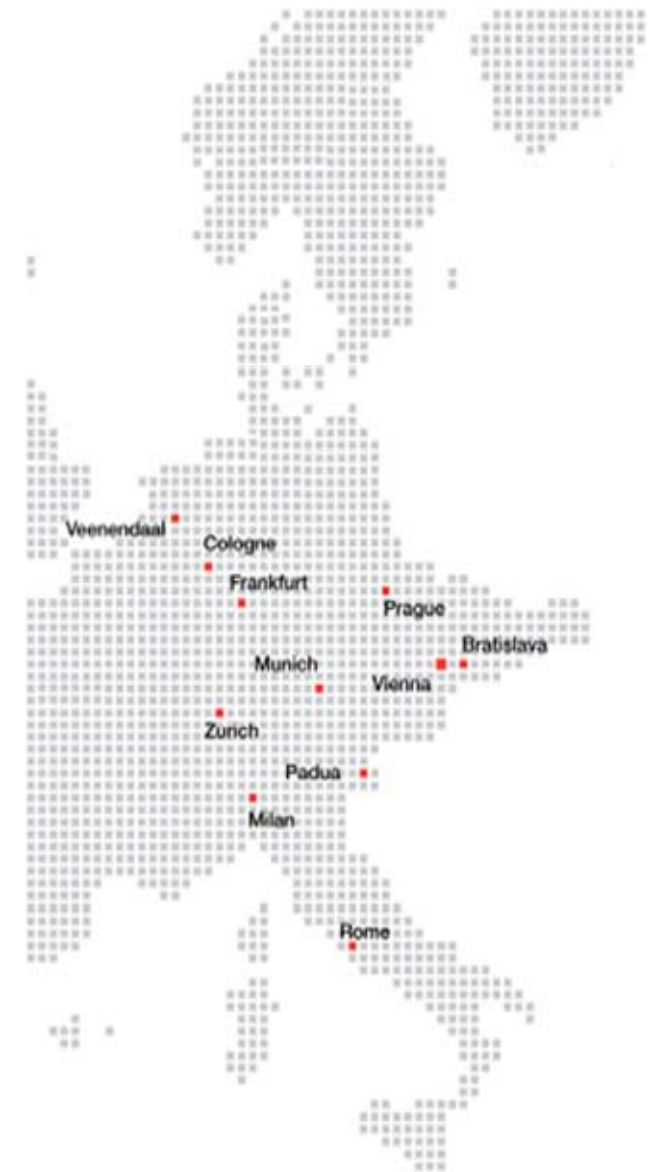 Veenendaal
Cologne
Frankfurt
Prague
Bratislava
Munich
Vienna
Zurich
Padua
Milan
Rome